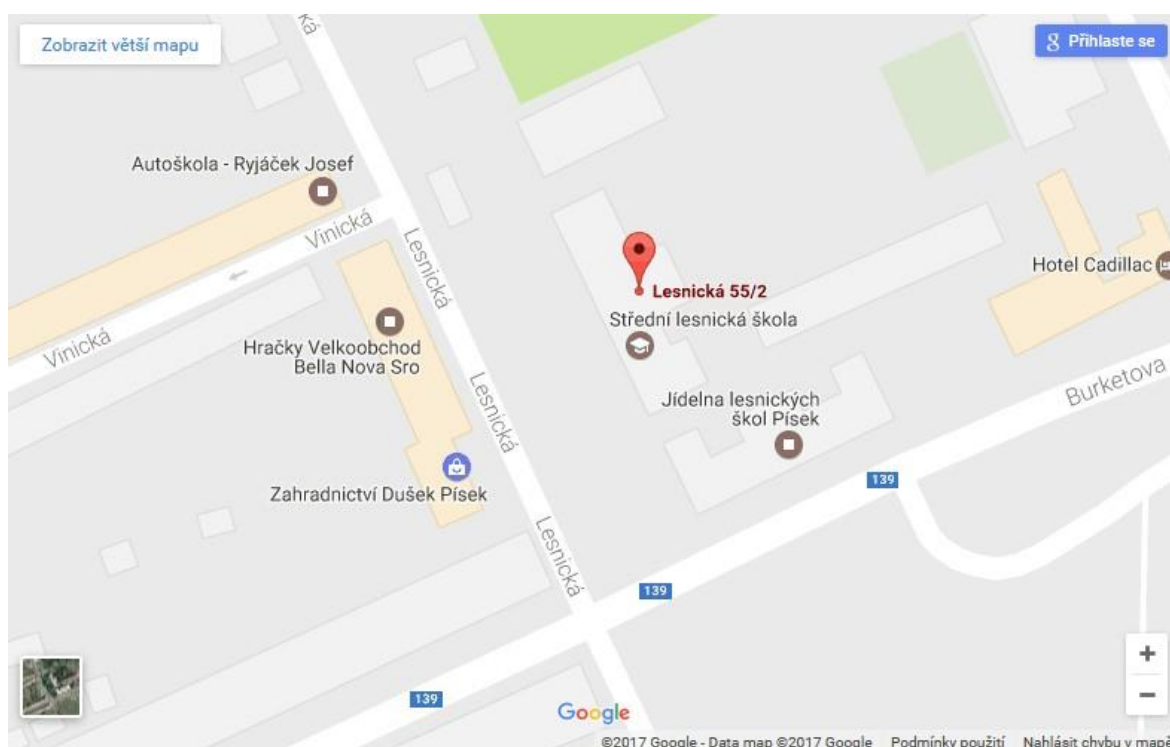 Zobrazit větší mapu
ká
g Přihlaste se
Autoškola - Ryjáček Josef
Vinická
Lesnická
Hotel Cadillac
Lesnická 55/2
Střední lesnická škola
Vinická
Hračky Velkoobchod
Bella Nova Sro
Lesnická
Burketova
Jídelna lesnických
škol Písek
Zahradnictví Dušek Písek
139
Lesnická
139
139
+
−
Google
©2017 Google - Data map ©2017 Google Podmínky použití Nahlásit chybu v mapě